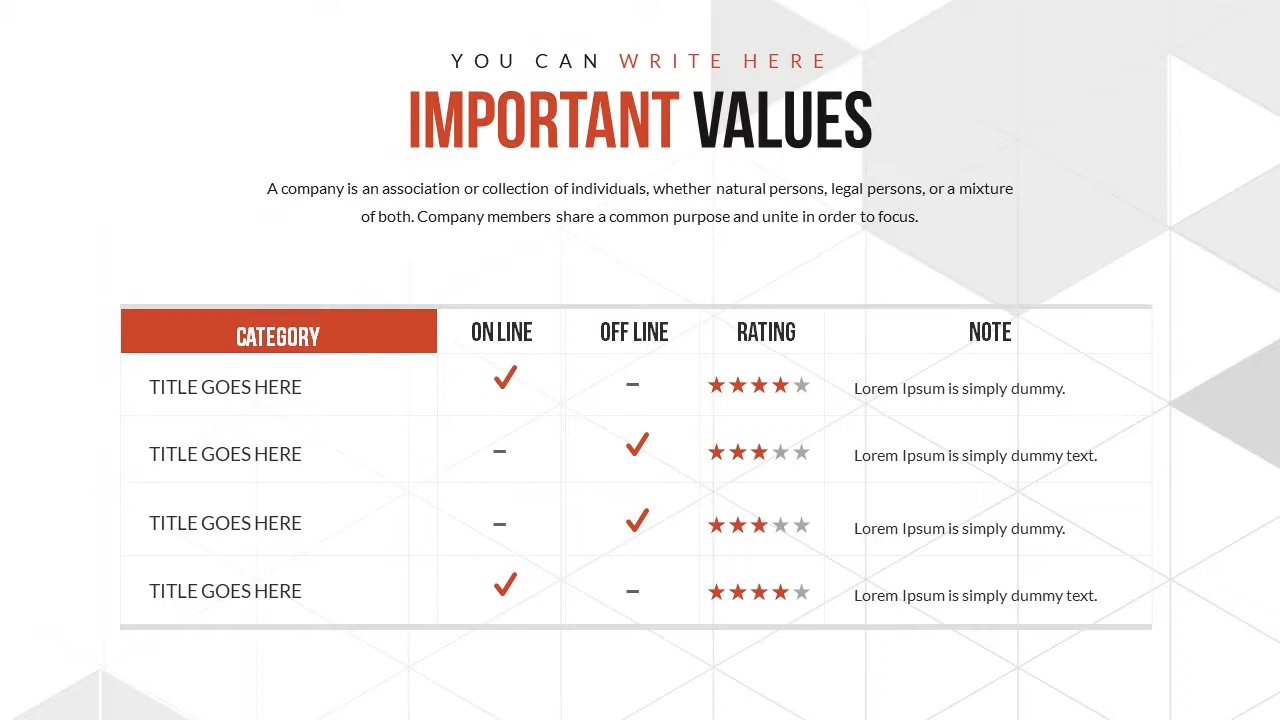 YOU CAN WRITE HERE
IMPORTANT VALUES
A company is an association or collection of individuals, whether natural persons, legal persons, or a mixture
of both. Company members share a common purpose and unite in order to focus.
CATEGORY ON LINE OFF LINE RATING NOTE
TITLE GOES HERE ✓ – ★★★★★ Lorem Ipsum is simply dummy.
TITLE GOES HERE – ✓ ★★★★★ Lorem Ipsum is simply dummy text.
TITLE GOES HERE – ✓ ★★★★★ Lorem Ipsum is simply dummy.
TITLE GOES HERE ✓ – ★★★★★ Lorem Ipsum is simply dummy text.